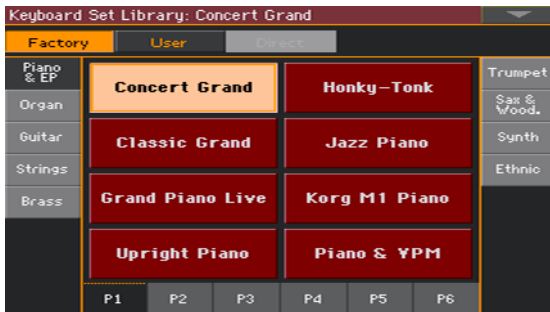 Keyboard Set Library: Concert Grand
Factory User Direct
Piano & EP
Organ
Guitar
Strings
Brass
Concert Grand Honky-Tonk
Classic Grand Jazz Piano
Grand Piano Live Korg M1 Piano
Upright Piano Piano & YPM
Trumpet
Sax & Wood.
Synth
Ethnic
P1 P2 P3 P4 P5 P6